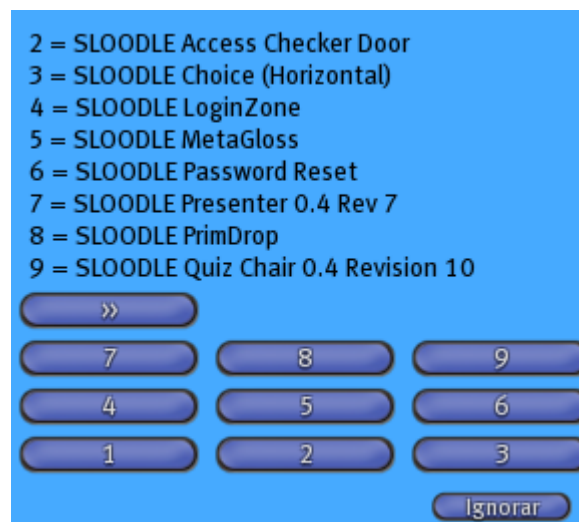 2 = SLOODLE Access Checker Door
3 = SLOODLE Choice (Horizontal)
4 = SLOODLE LoginZone
5 = SLOODLE MetaGloss
6 = SLOODLE Password Reset
7 = SLOODLE Presenter 0.4 Rev 7
8 = SLOODLE PrimDrop
9 = SLOODLE Quiz Chair 0.4 Revision 10
»
7 8 9
4 5 6
1 2 3
Ignorar